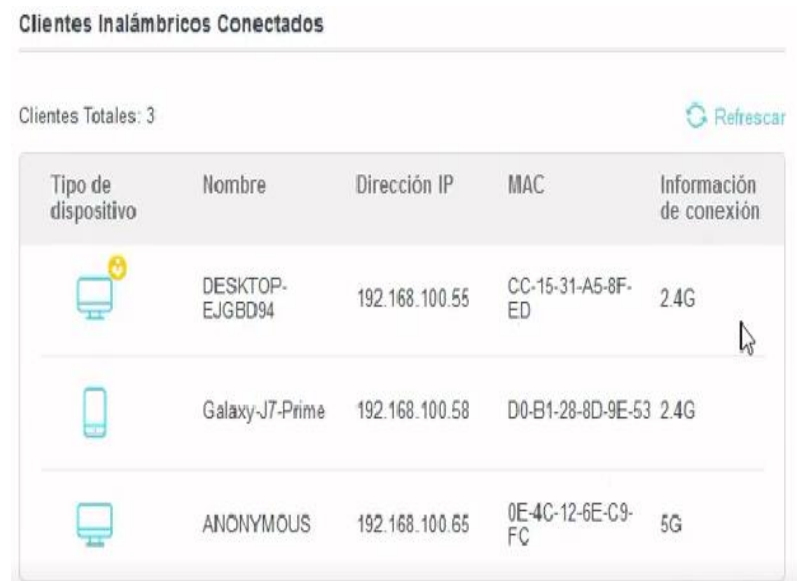 Clientes Inalámbricos Conectados
Clientes Totales: 3
Refrescar
Tipo de dispositivo Nombre Dirección IP MAC Información de conexión
DESKTOP-EJGBD94 192.168.100.55 CC-15-31-A5-8F-ED 2.4G
Galaxy-J7-Prime 192.168.100.58 D0-B1-28-8D-9E-53 2.4G
ANONYMOUS 192.168.100.65 0E-4C-12-6E-C9-FC 5G